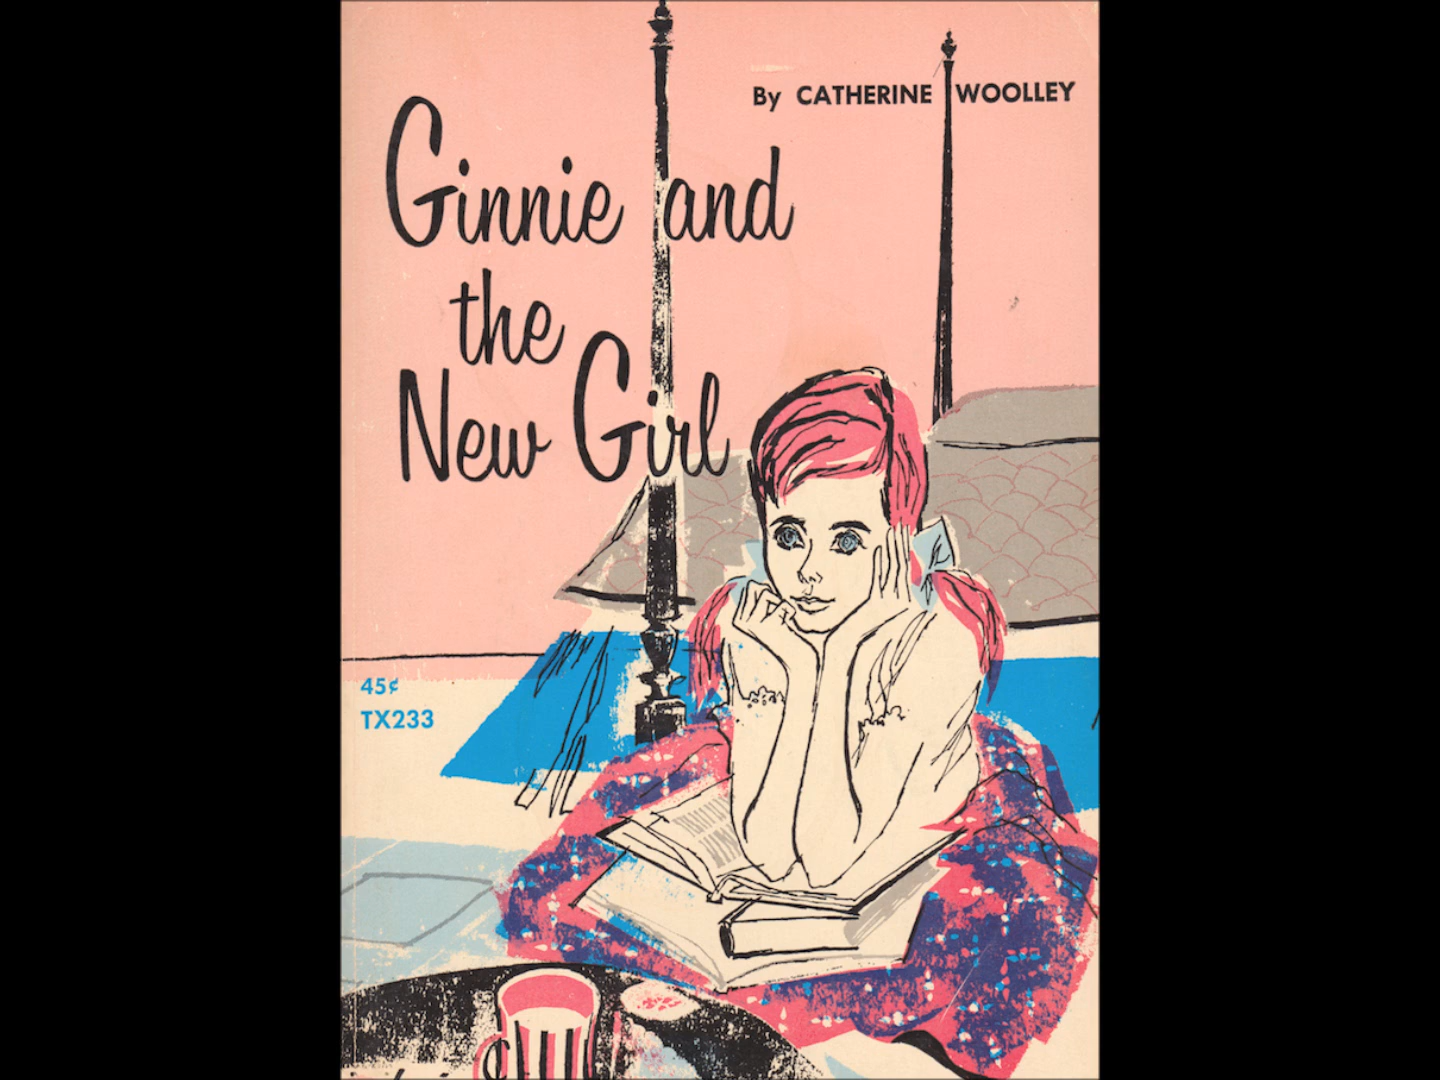 By CATHERINE WOOLLEY
Ginnie and
the
New Girl
45¢
TX233